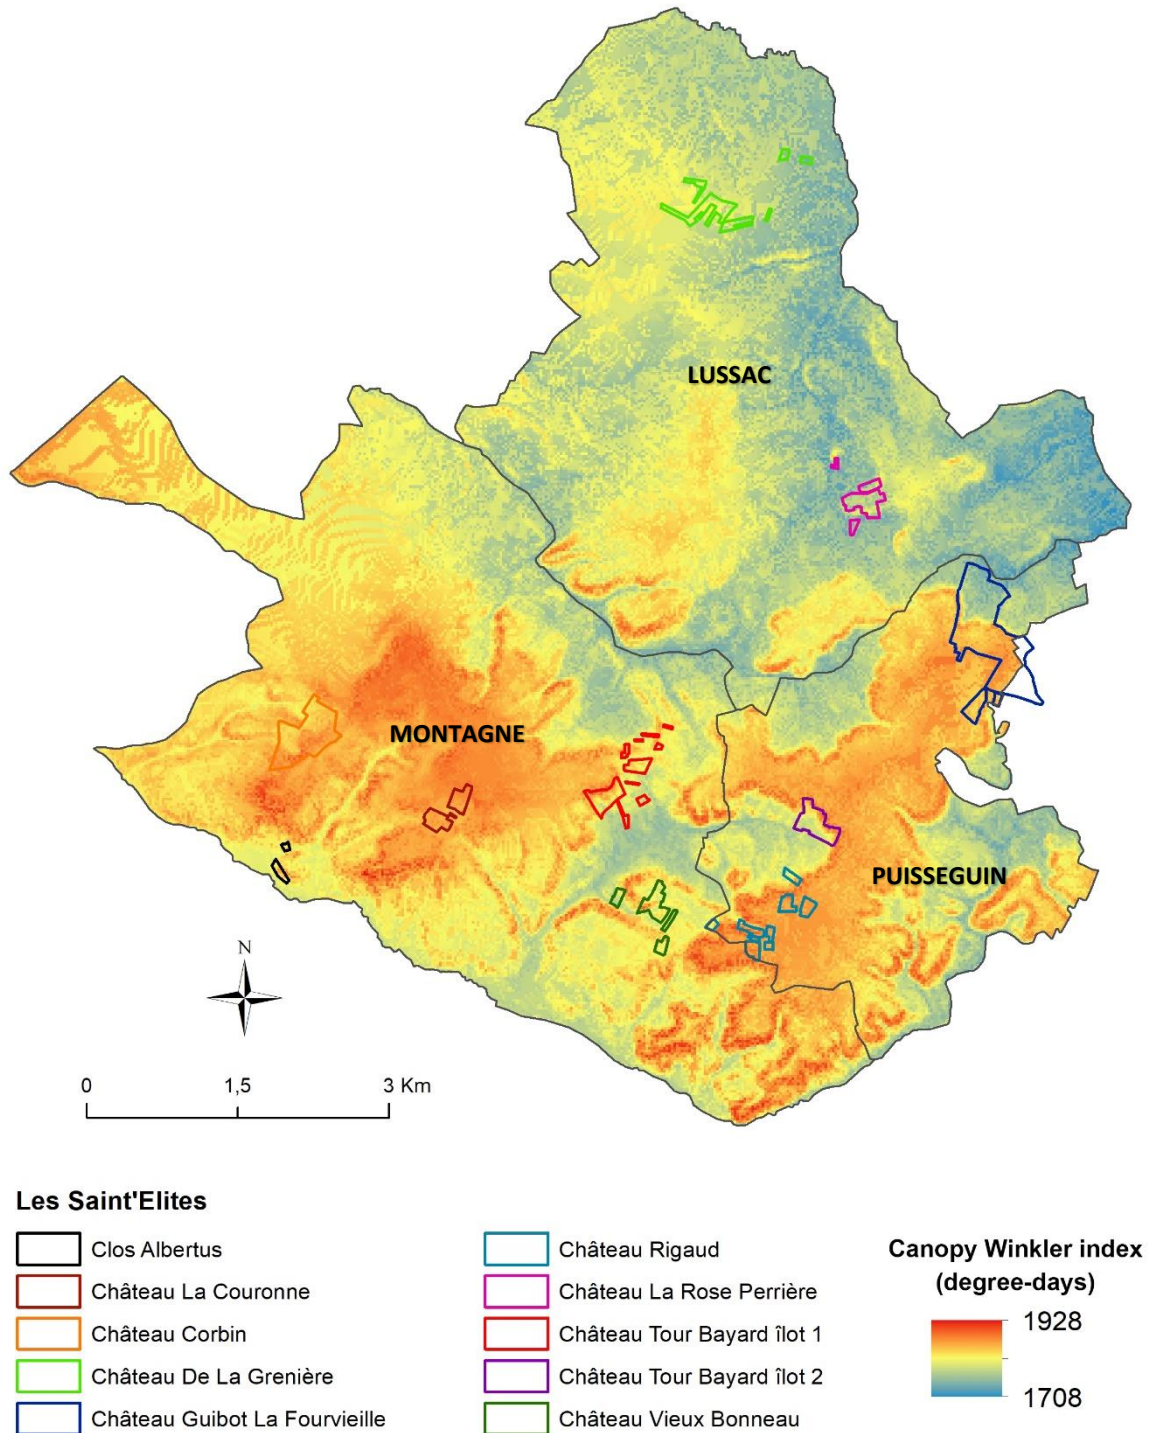 LUSSAC
MONTAGNE
PUISSEGUIN
N
0 1,5 3 Km
Les Saint'Elites
Clos Albertus
Château La Couronne
Château Corbin
Château De La Grenière
Château Guibot La Fourvieille
Château Rigaud
Château La Rose Perrière
Château Tour Bayard îlot 1
Château Tour Bayard îlot 2
Château Vieux Bonneau
Canopy Winkler index
(degree-days)
1928
1708